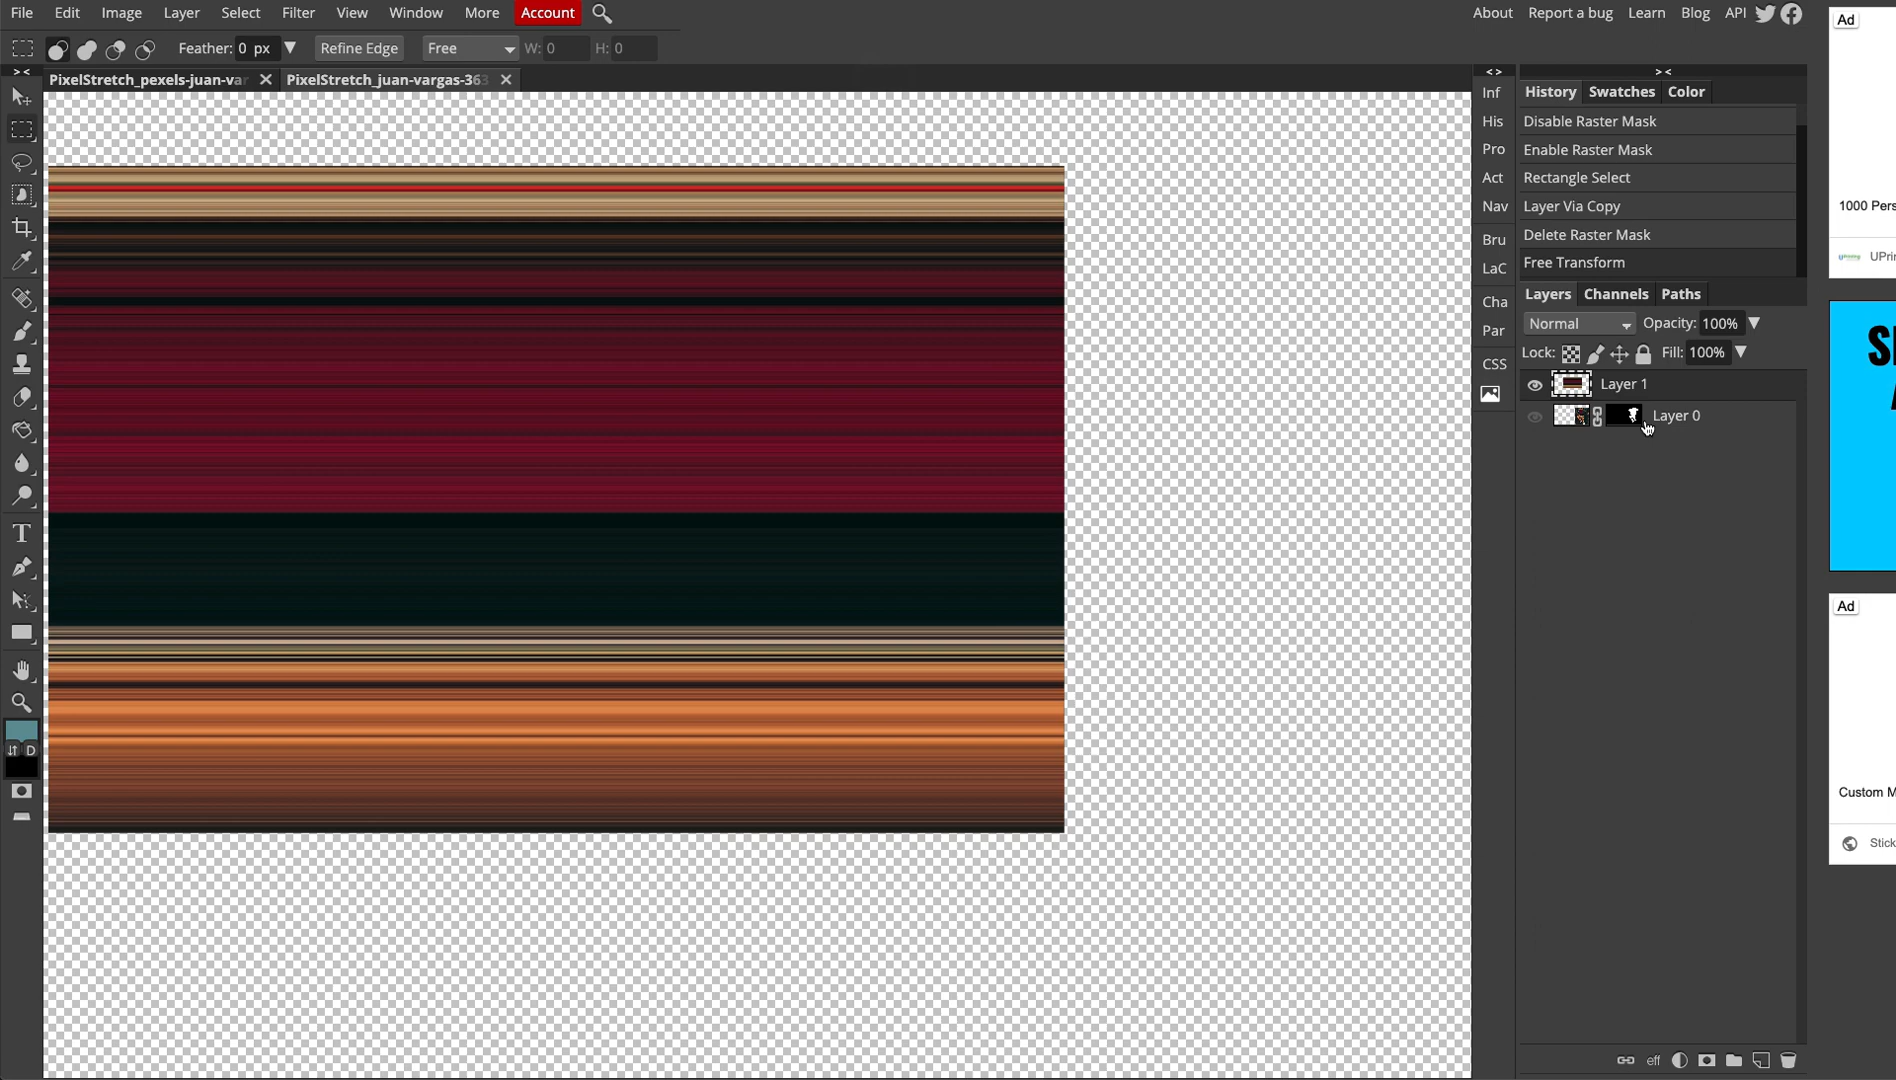 File Edit Image Layer Select Filter View Window More Account
About Report a bug Learn Blog API
Feather: 0 px Refine Edge Free W: 0 H: 0
PixelStretch_pexels-juan-var
PixelStretch_juan-vargas-363
Inf
His
Pro
Act
Nav
Bru
LaC
Cha
Par
CSS
History Swatches Color
Disable Raster Mask
Enable Raster Mask
Rectangle Select
Layer Via Copy
Delete Raster Mask
Free Transform
Layers Channels Paths
Normal Opacity: 100%
Lock: Fill: 100%
Layer 1
Layer 0
eff
D
Ad
1000 Pers
UPrin
Ad
Custom M
Stick